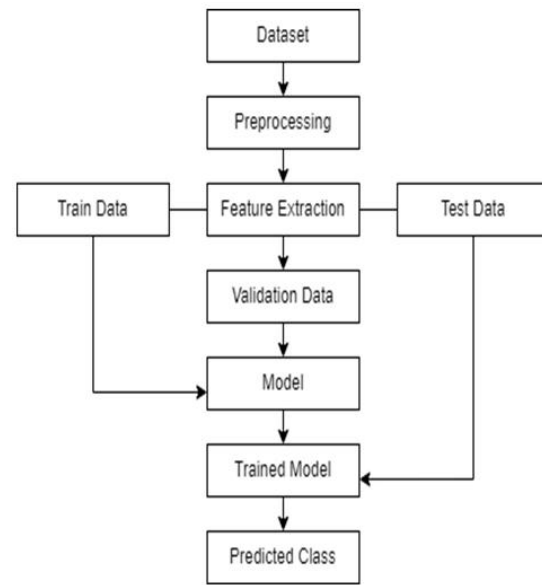 Dataset
Preprocessing
Train Data
Feature Extraction
Test Data
Validation Data
Model
Trained Model
Predicted Class